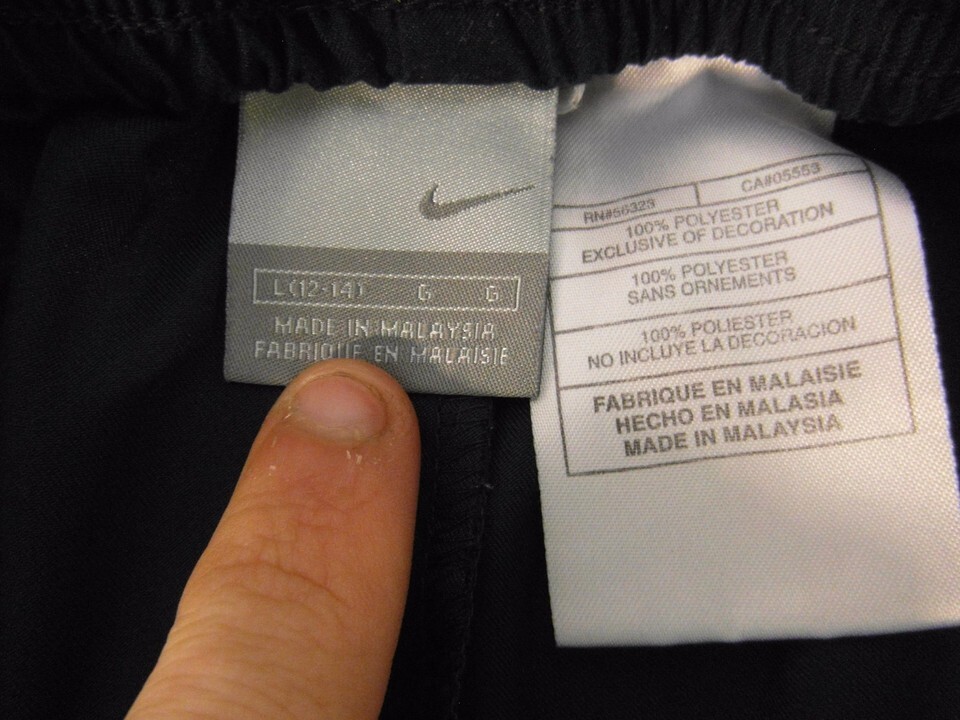 L(12-14) G G
MADE IN MALAYSIA
FABRIQUE EN MALAISIE
RN#56323 CA#05553
100% POLYESTER
EXCLUSIVE OF DECORATION
100% POLYESTER
SANS ORNEMENTS
100% POLIESTER
NO INCLUYE LA DECORACION
FABRIQUE EN MALAISIE
HECHO EN MALASIA
MADE IN MALAYSIA